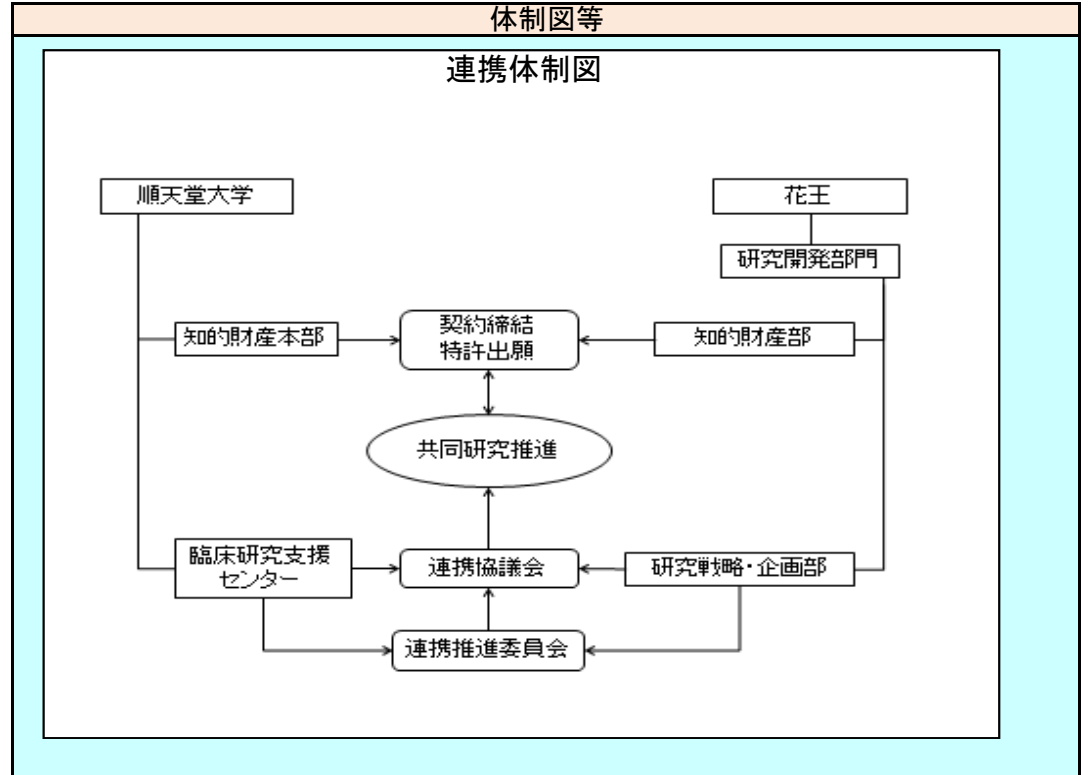 体制図等
連携体制図
順天堂大学
花王
研究開発部門
知的財産本部
契約締結
特許出願
知的財産部
共同研究推進
臨床研究支援
センター
連携協議会
研究戦略・企画部
連携推進委員会